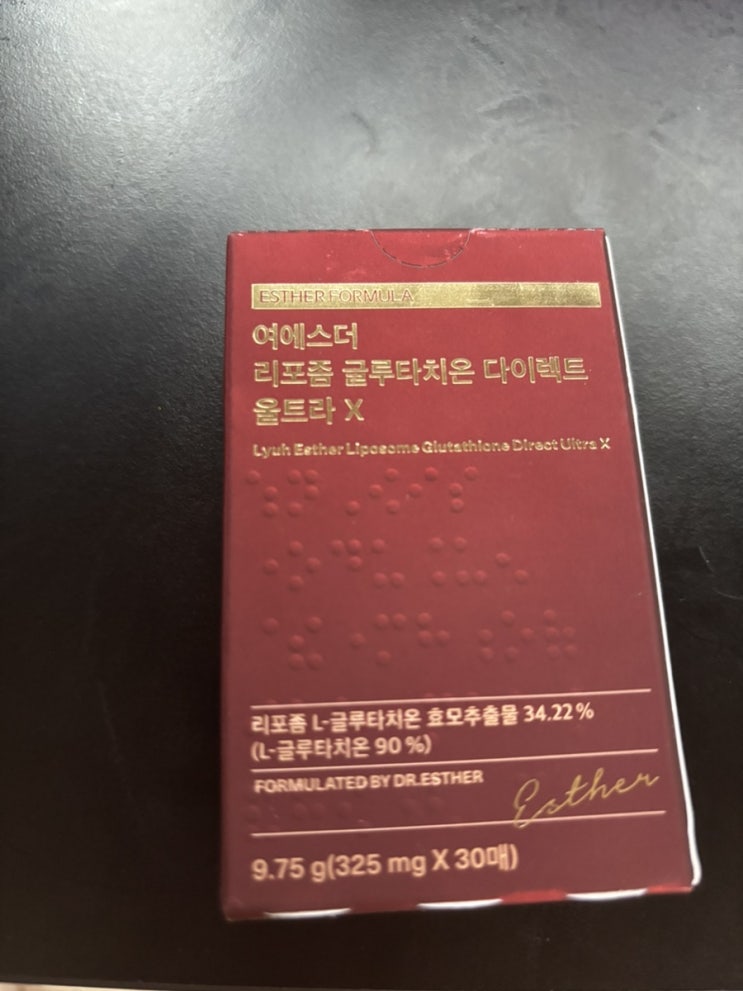 ESTHER FORMULA
여에스더
리포좀 글루타치온 다이렉트
울트라 X
Lyuh Esther Liposome Glutathione Direct Ultra X
리포좀 L-글루타치온 효모추출물 34.22%
(L-글루타치온 90%)
FORMULATED BY DR.ESTHER
Esther
9.75 g(325 mg X 30매)